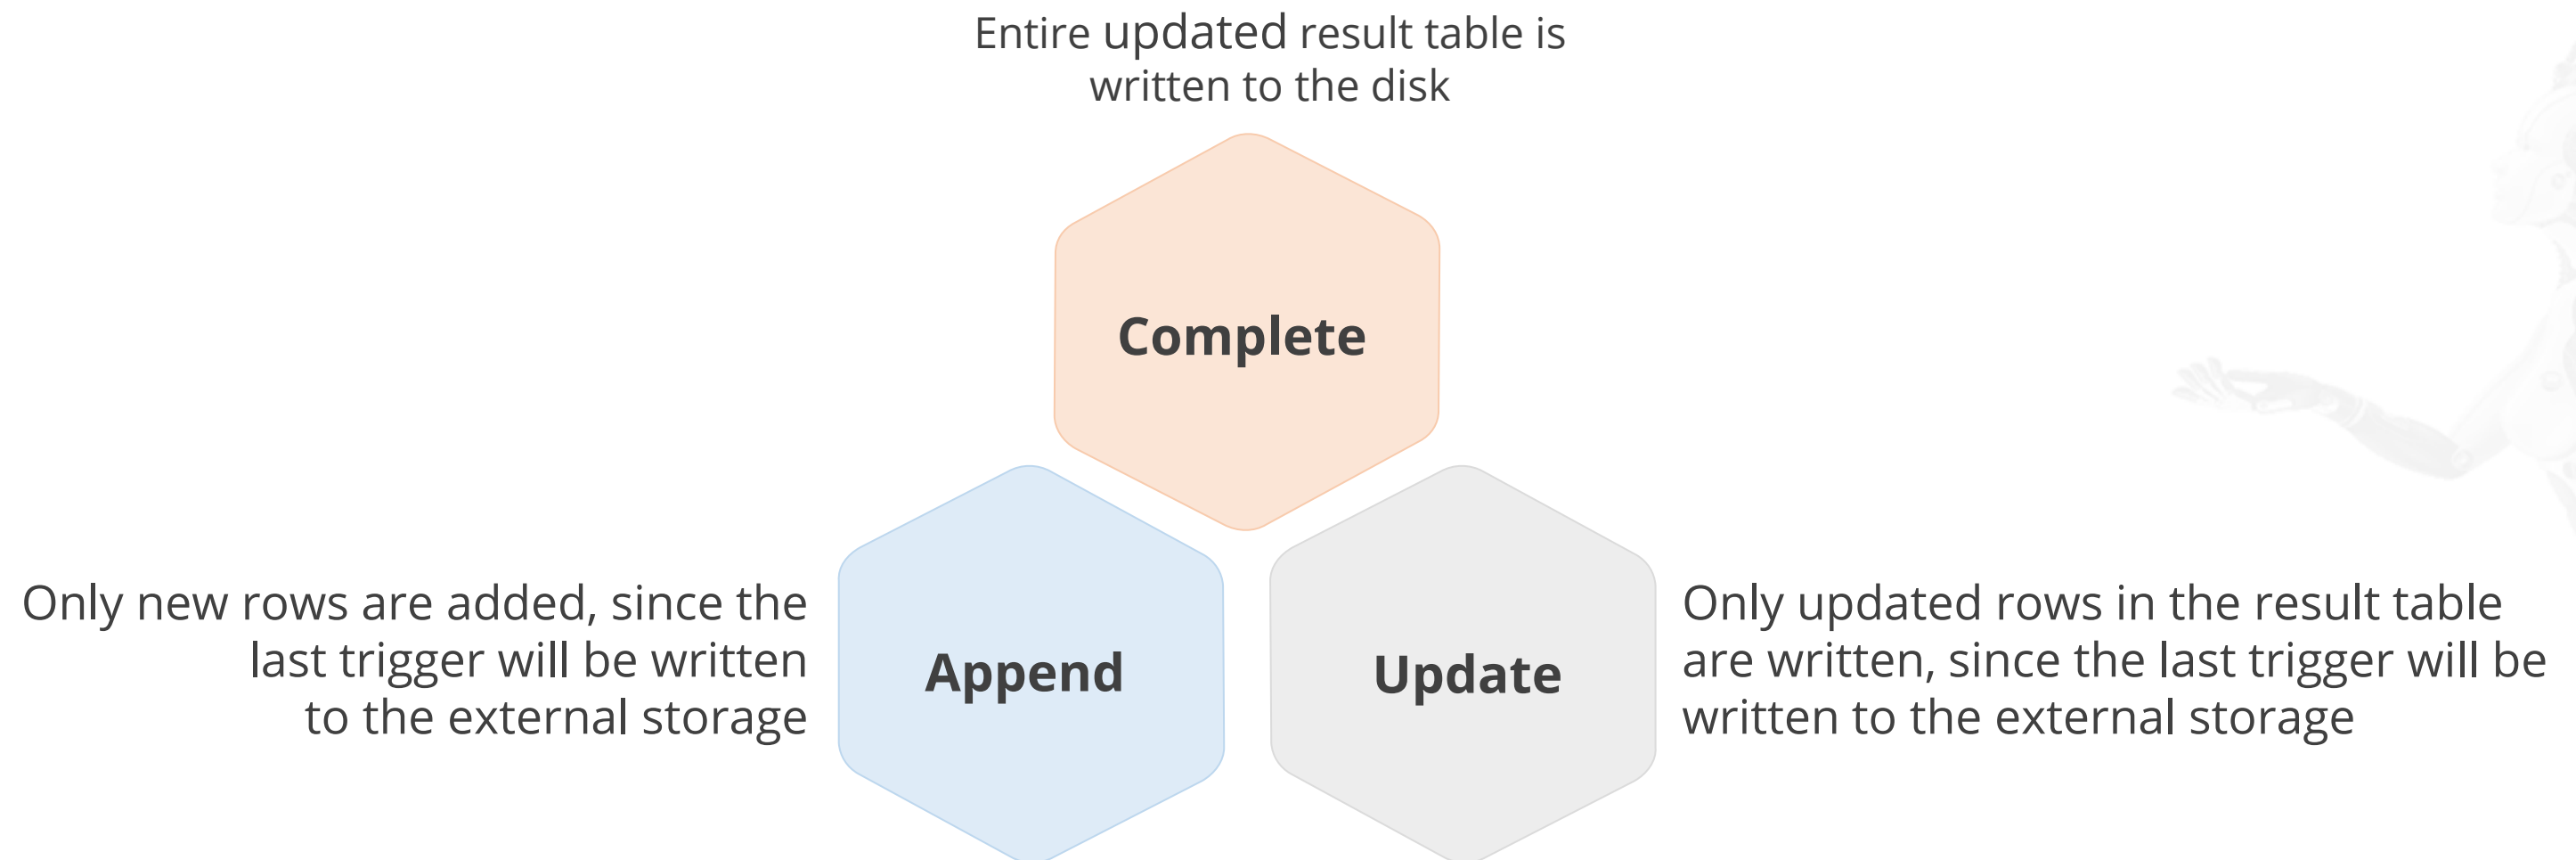 Entire updated result table is
written to the disk
Complete
Only new rows are added, since the
last trigger will be written
to the external storage
Append
Update
Only updated rows in the result table
are written, since the last trigger will be
written to the external storage